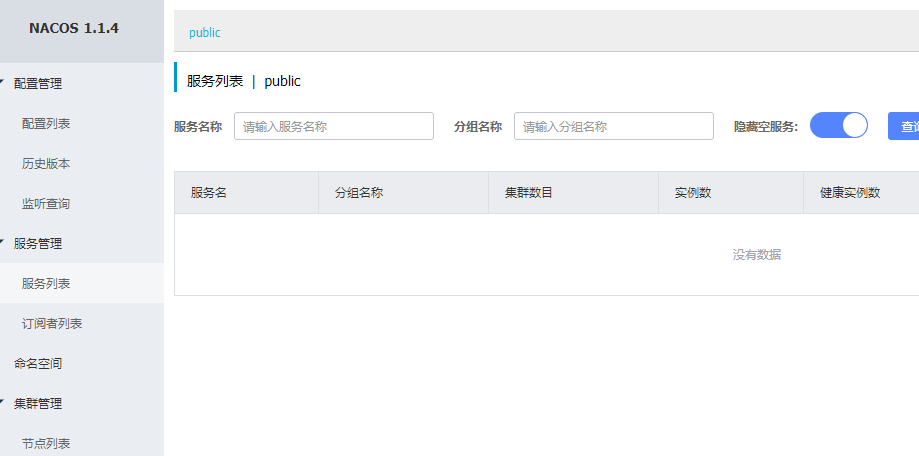 NACOS 1.1.4
配置管理
配置列表
历史版本
监听查询
服务管理
服务列表
订阅者列表
命名空间
集群管理
节点列表
public
服务列表 | public
服务名称 请输入服务名称 分组名称 请输入分组名称 隐藏空服务: 查询
服务名 分组名称 集群数目 实例数 健康实例数
没有数据